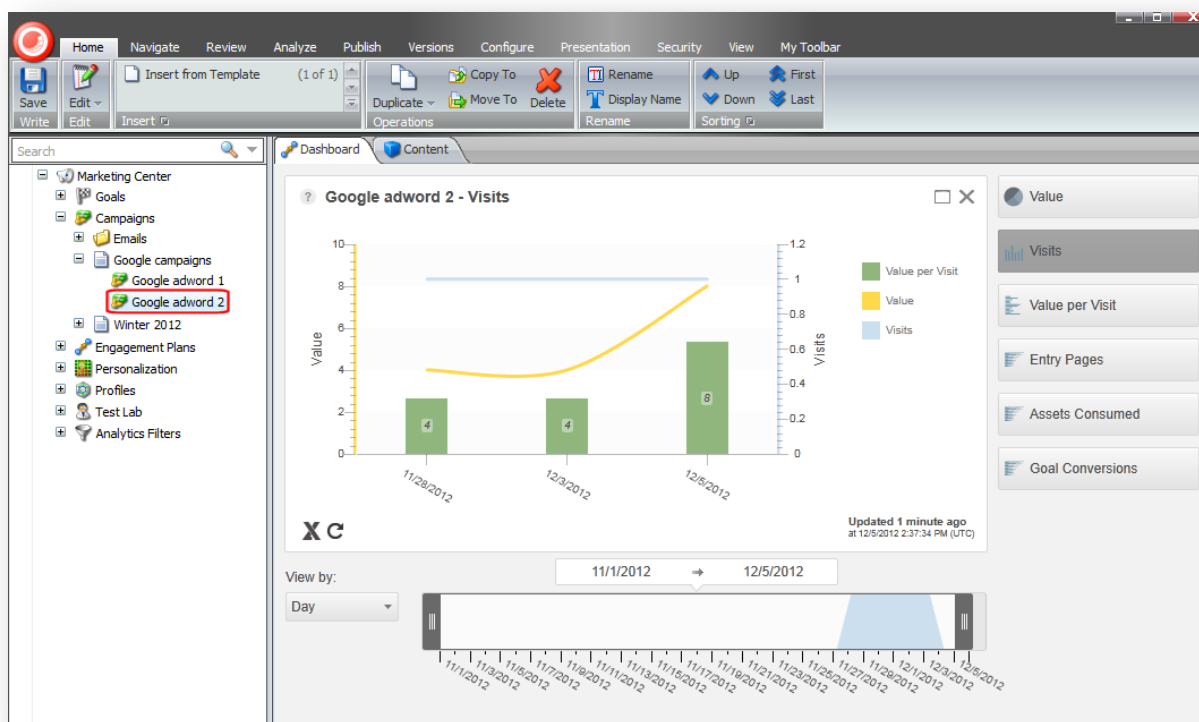 Home Navigate Review Analyze Publish Versions Configure Presentation Security View My Toolbar
Save
Write
Edit
Edit
Insert from Template (1 of 1)
Insert
Duplicate
Copy To
Move To
Delete
Operations
Rename
Display Name
Rename
Up
Down
First
Last
Sorting
Search
Marketing Center
Goals
Campaigns
Emails
Google campaigns
Google adword 1
Google adword 2
Winter 2012
Engagement Plans
Personalization
Profiles
Test Lab
Analytics Filters
Dashboard Content
? Google adword 2 - Visits
Value
10
8
6
4
2
0
4
4
8
1.2
1
0.8
0.6
0.4
0.2
0
Visits
11/28/2012 12/3/2012 12/5/2012
Value per Visit
Value
Visits
X
Updated 1 minute ago
at 12/5/2012 2:37:34 PM (UTC)
Value
Visits
Value per Visit
Entry Pages
Assets Consumed
Goal Conversions
View by:
Day
11/1/2012 → 12/5/2012
11/1/2012 11/3/2012 11/5/2012 11/7/2012 11/9/2012 11/11/2012 11/13/2012 11/15/2012 11/17/2012 11/19/2012 11/21/2012 11/23/2012 11/25/2012 11/27/2012 11/29/2012 12/1/2012 12/3/2012 12/5/2012